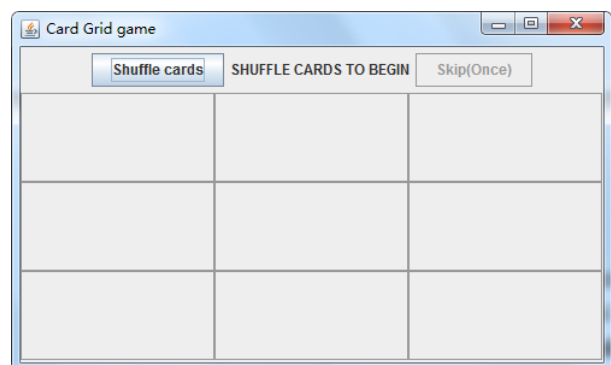 Card Grid game
Shuffle cards SHUFFLE CARDS TO BEGIN Skip(Once)